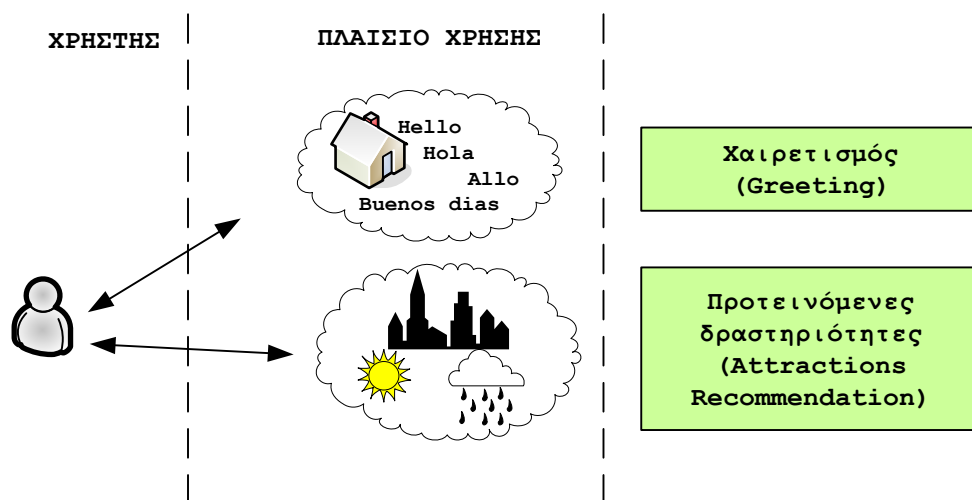 ΧΡΗΣΤΗΣ
ΠΛΑΙΣΙΟ ΧΡΗΣΗΣ
Hello
Hola
Allo
Buenos dias
Χαιρετισμός
(Greeting)
Προτεινόμενες
δραστηριότητες
(Attractions
Recommendation)